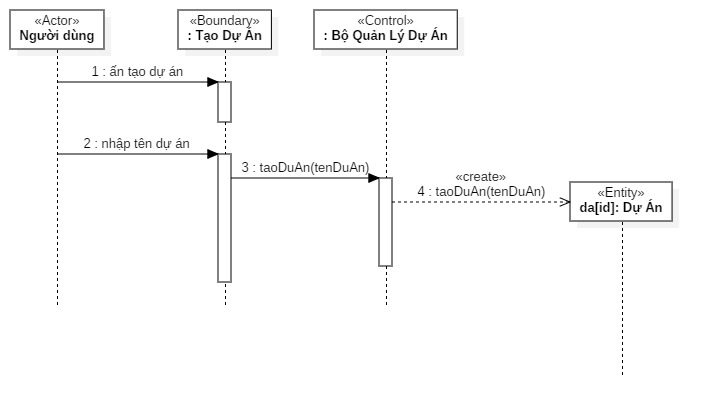 «Actor»
Người dùng
«Boundary»
: Tạo Dự Án
«Control»
: Bộ Quản Lý Dự Án
1 : ấn tạo dự án
2 : nhập tên dự án
3 : taoDuAn(tenDuAn)
«create»
4 : taoDuAn(tenDuAn)
«Entity»
da[id]: Dự Án